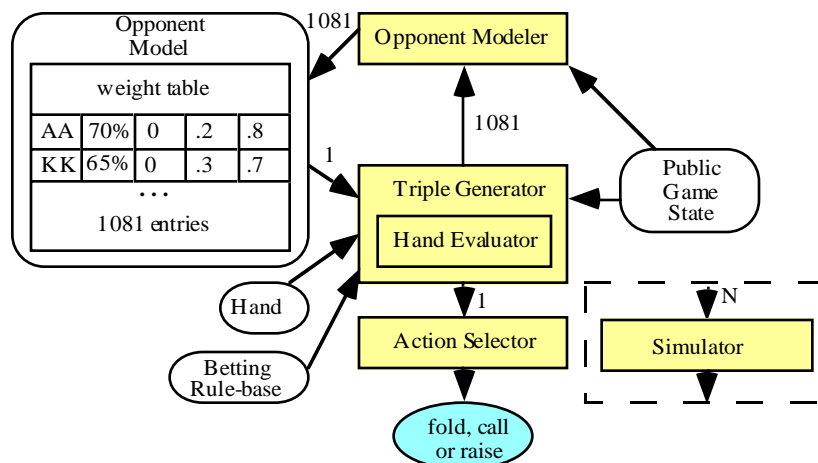 Opponent
Model
weight table
AA 70% 0 .2 .8
KK 65% 0 .3 .7
...
1081 entries
1081
Opponent Modeler
1081
1
Triple Generator
Hand Evaluator
Public
Game
State
Hand
Betting
Rule-base
1
Action Selector
fold, call
or raise
N
Simulator